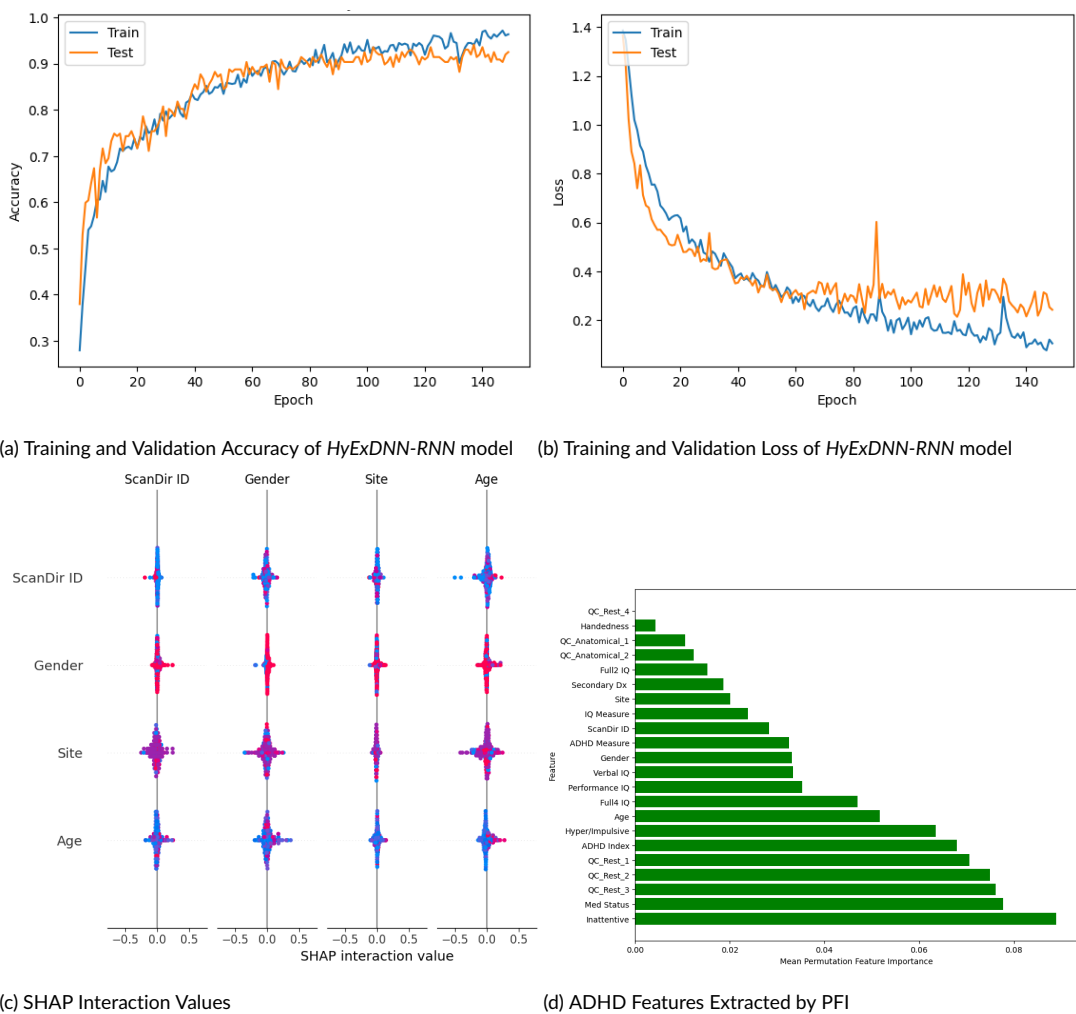 1.0
0.9
0.8
0.7
0.6
0.5
0.4
0.3
Accuracy
Train
Test
0 20 40 60 80 100 120 140
Epoch
1.4
1.2
1.0
0.8
0.6
0.4
0.2
Loss
Train
Test
0 20 40 60 80 100 120 140
Epoch
(a) Training and Validation Accuracy of HyExDNN-RNN model
(b) Training and Validation Loss of HyExDNN-RNN model
ScanDir ID Gender Site Age
ScanDir ID
Gender
Site
Age
−0.5 0.0 0.5 −0.5 0.0 0.5 −0.5 0.0 0.5 −0.5 0.0 0.5
SHAP interaction value
Feature
QC_Rest_4
Handedness
QC_Anatomical_1
QC_Anatomical_2
Full2 IQ
Secondary Dx
Site
IQ Measure
ScanDir ID
ADHD Measure
Gender
Verbal IQ
Performance IQ
Full4 IQ
Age
Hyper/Impulsive
ADHD Index
QC_Rest_1
QC_Rest_2
QC_Rest_3
Med Status
Inattentive
0.00 0.02 0.04 0.06 0.08
Mean Permutation Feature Importance
(c) SHAP Interaction Values
(d) ADHD Features Extracted by PFI